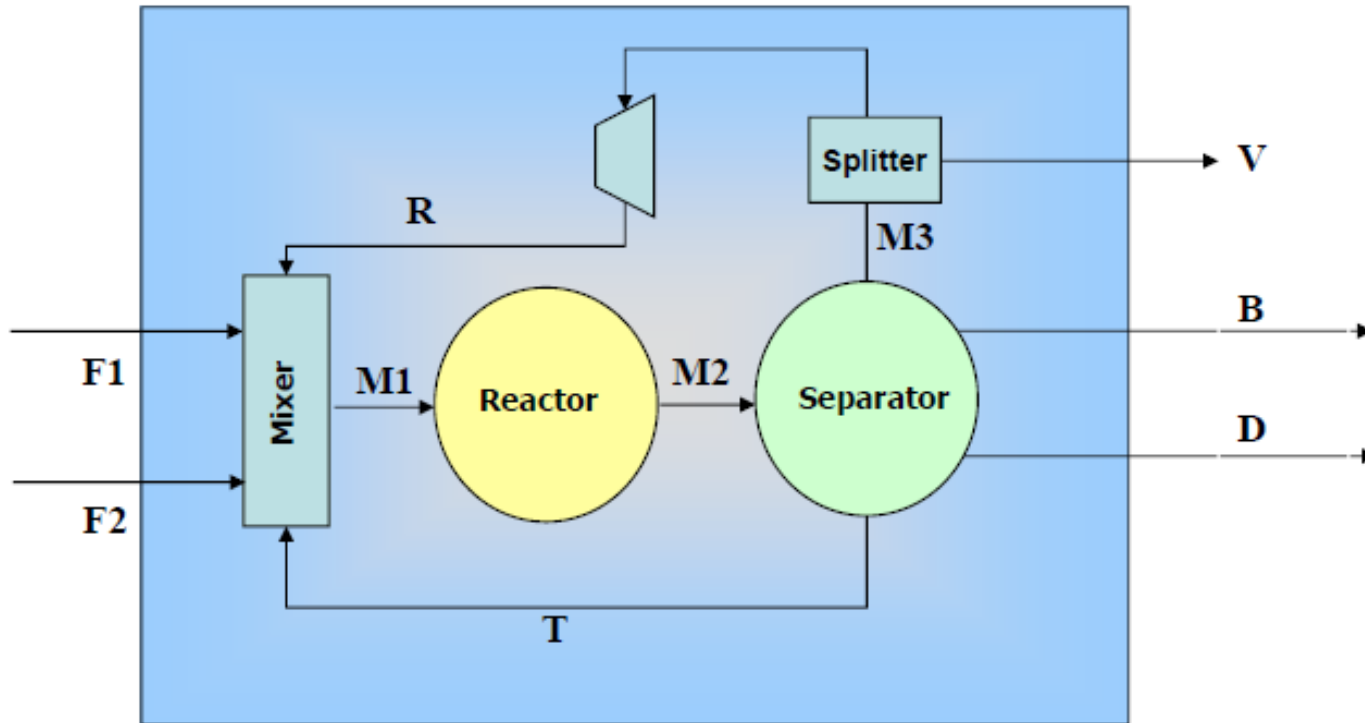 Splitter
V
R
M3
B
F1
M1
Reactor
M2
Separator
Mixer
D
F2
T